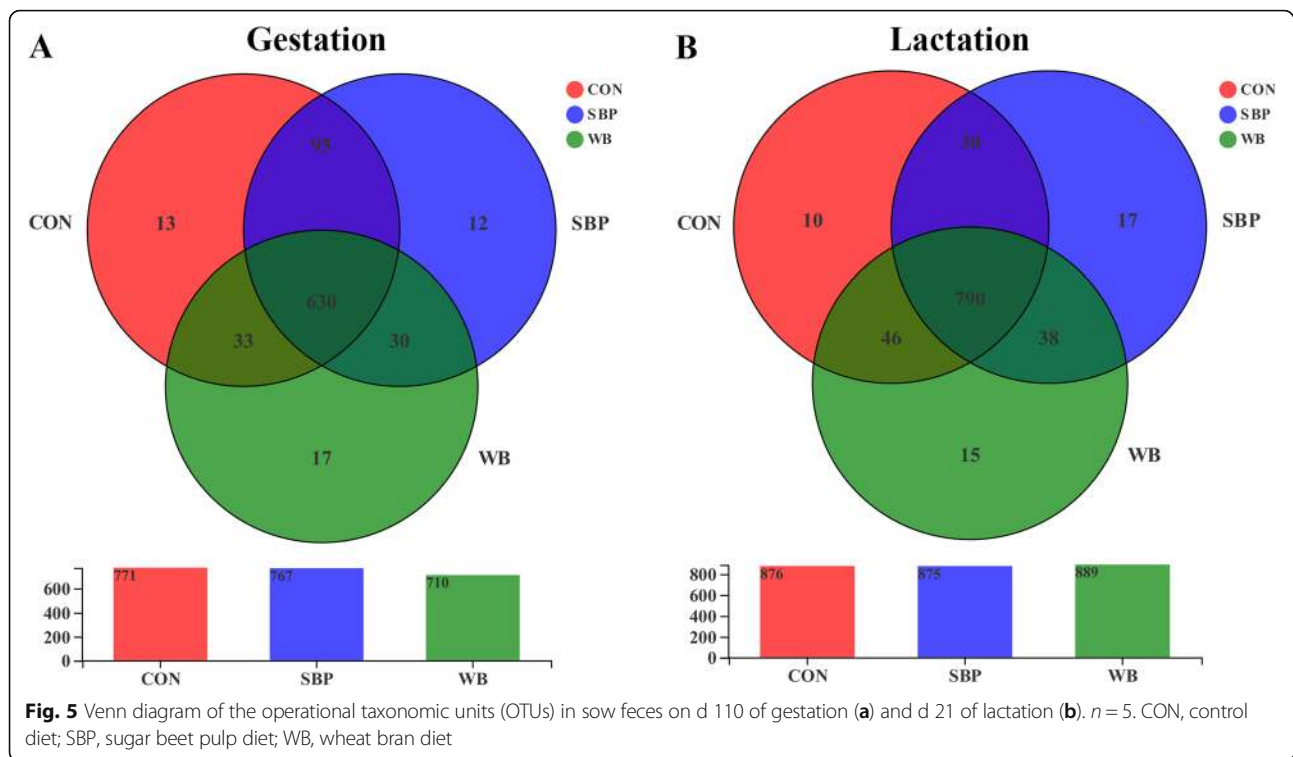 A
Gestation
CON
SBP
WB
95
CON
13
12
SBP
630
33
30
17
WB
600
400
200
0
771
767
710
CON
SBP
WB
B
Lactation
CON
SBP
WB
30
CON
10
17
SBP
790
46
38
15
WB
800
600
400
200
0
876
875
889
CON
SBP
WB
Fig. 5 Venn diagram of the operational taxonomic units (OTUs) in sow feces on d 110 of gestation (a) and d 21 of lactation (b). n = 5. CON, control
diet; SBP, sugar beet pulp diet; WB, wheat bran diet